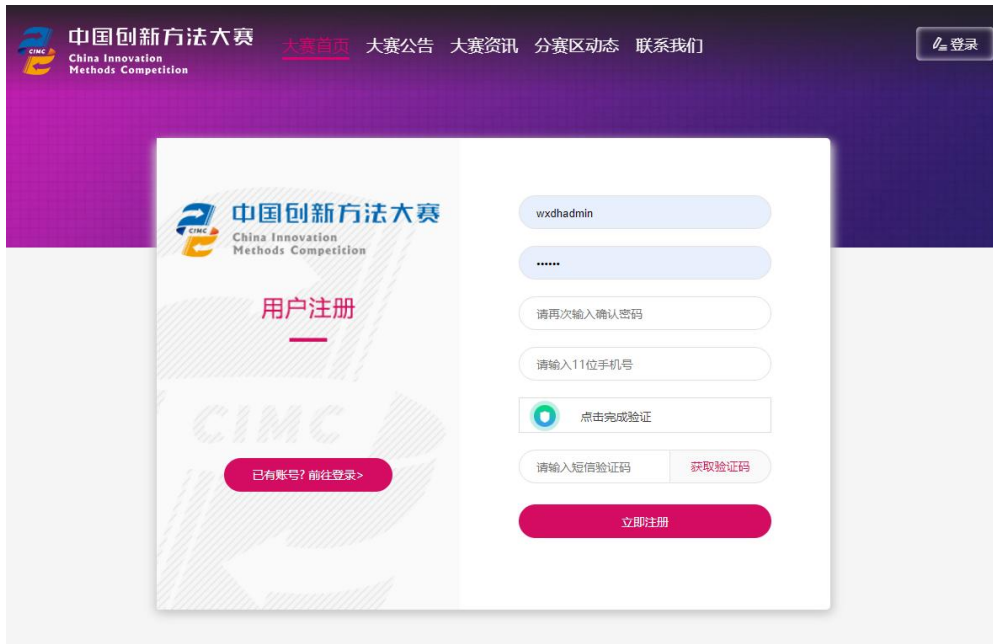 CIMC
中国创新方法大赛
China Innovation
Methods Competition
大赛首页 大赛公告 大赛资讯 分赛区动态 联系我们
登录
CIMC
中国创新方法大赛
China Innovation
Methods Competition
用户注册
CIMC
已有账号? 前往登录>
wxdhadmin
••••••
请再次输入确认密码
请输入11位手机号
点击完成验证
请输入短信验证码 获取验证码
立即注册